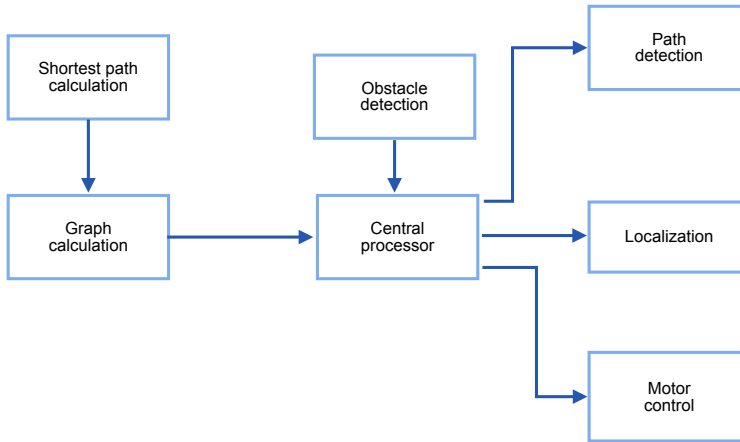 Shortest path
calculation
Obstacle
detection
Path
detection
Graph
calculation
Central
processor
Localization
Motor
control